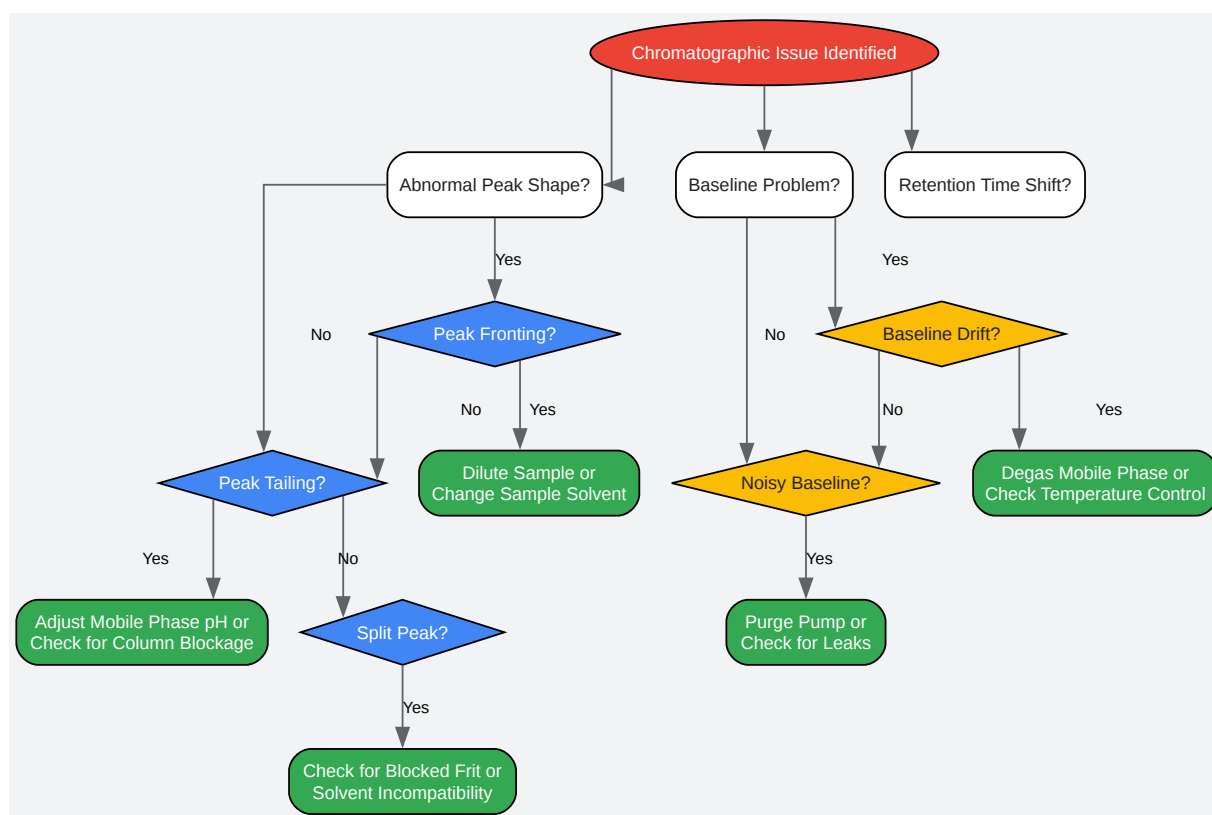 Chromatographic Issue Identified
Abnormal Peak Shape?
Baseline Problem?
Retention Time Shift?
Yes
Yes
No
Peak Fronting?
No
Baseline Drift?
No
Yes
No
Yes
Peak Tailing?
Dilute Sample or
Change Sample Solvent
Noisy Baseline?
Degas Mobile Phase or
Check Temperature Control
Yes
No
Yes
Adjust Mobile Phase pH or
Check for Column Blockage
Split Peak?
Purge Pump or
Check for Leaks
Yes
Check for Blocked Frit or
Solvent Incompatibility